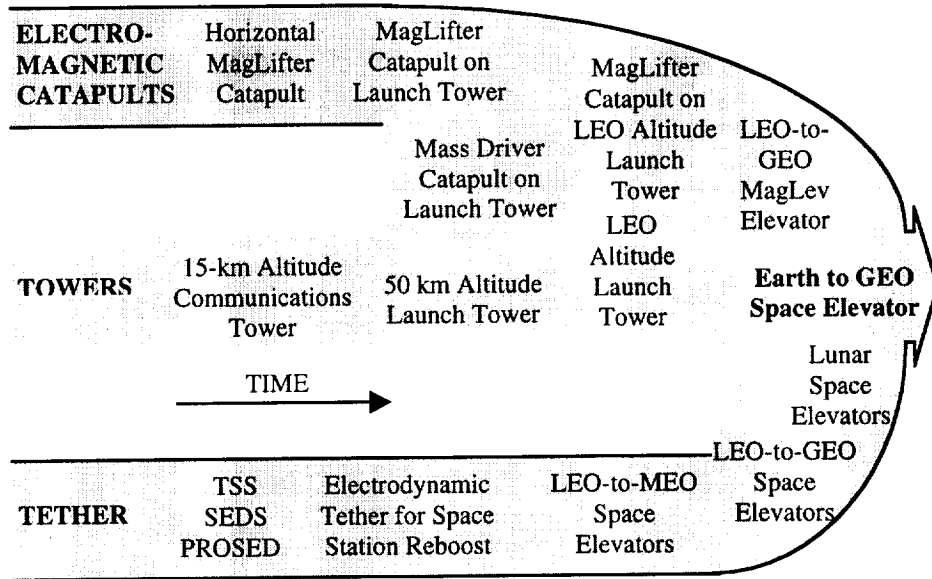 ELECTRO-
MAGNETIC
CATAPULTS
Horizontal
MagLifter
Catapult
MagLifter
Catapult on
Launch Tower
MagLifter
Catapult on
LEO Altitude
Launch
Tower
LEO-to-
GEO
MagLev
Elevator
Mass Driver
Catapult on
Launch Tower
TOWERS
15-km Altitude
Communications
Tower
50 km Altitude
Launch Tower
LEO
Altitude
Launch
Tower
Earth to GEO
Space Elevator
TIME
Lunar
Space
Elevators
TETHER
TSS
SEDS
PROSED
Electrodynamic
Tether for Space
Station Reboost
LEO-to-MEO
Space
Elevators
LEO-to-GEO
Space
Elevators